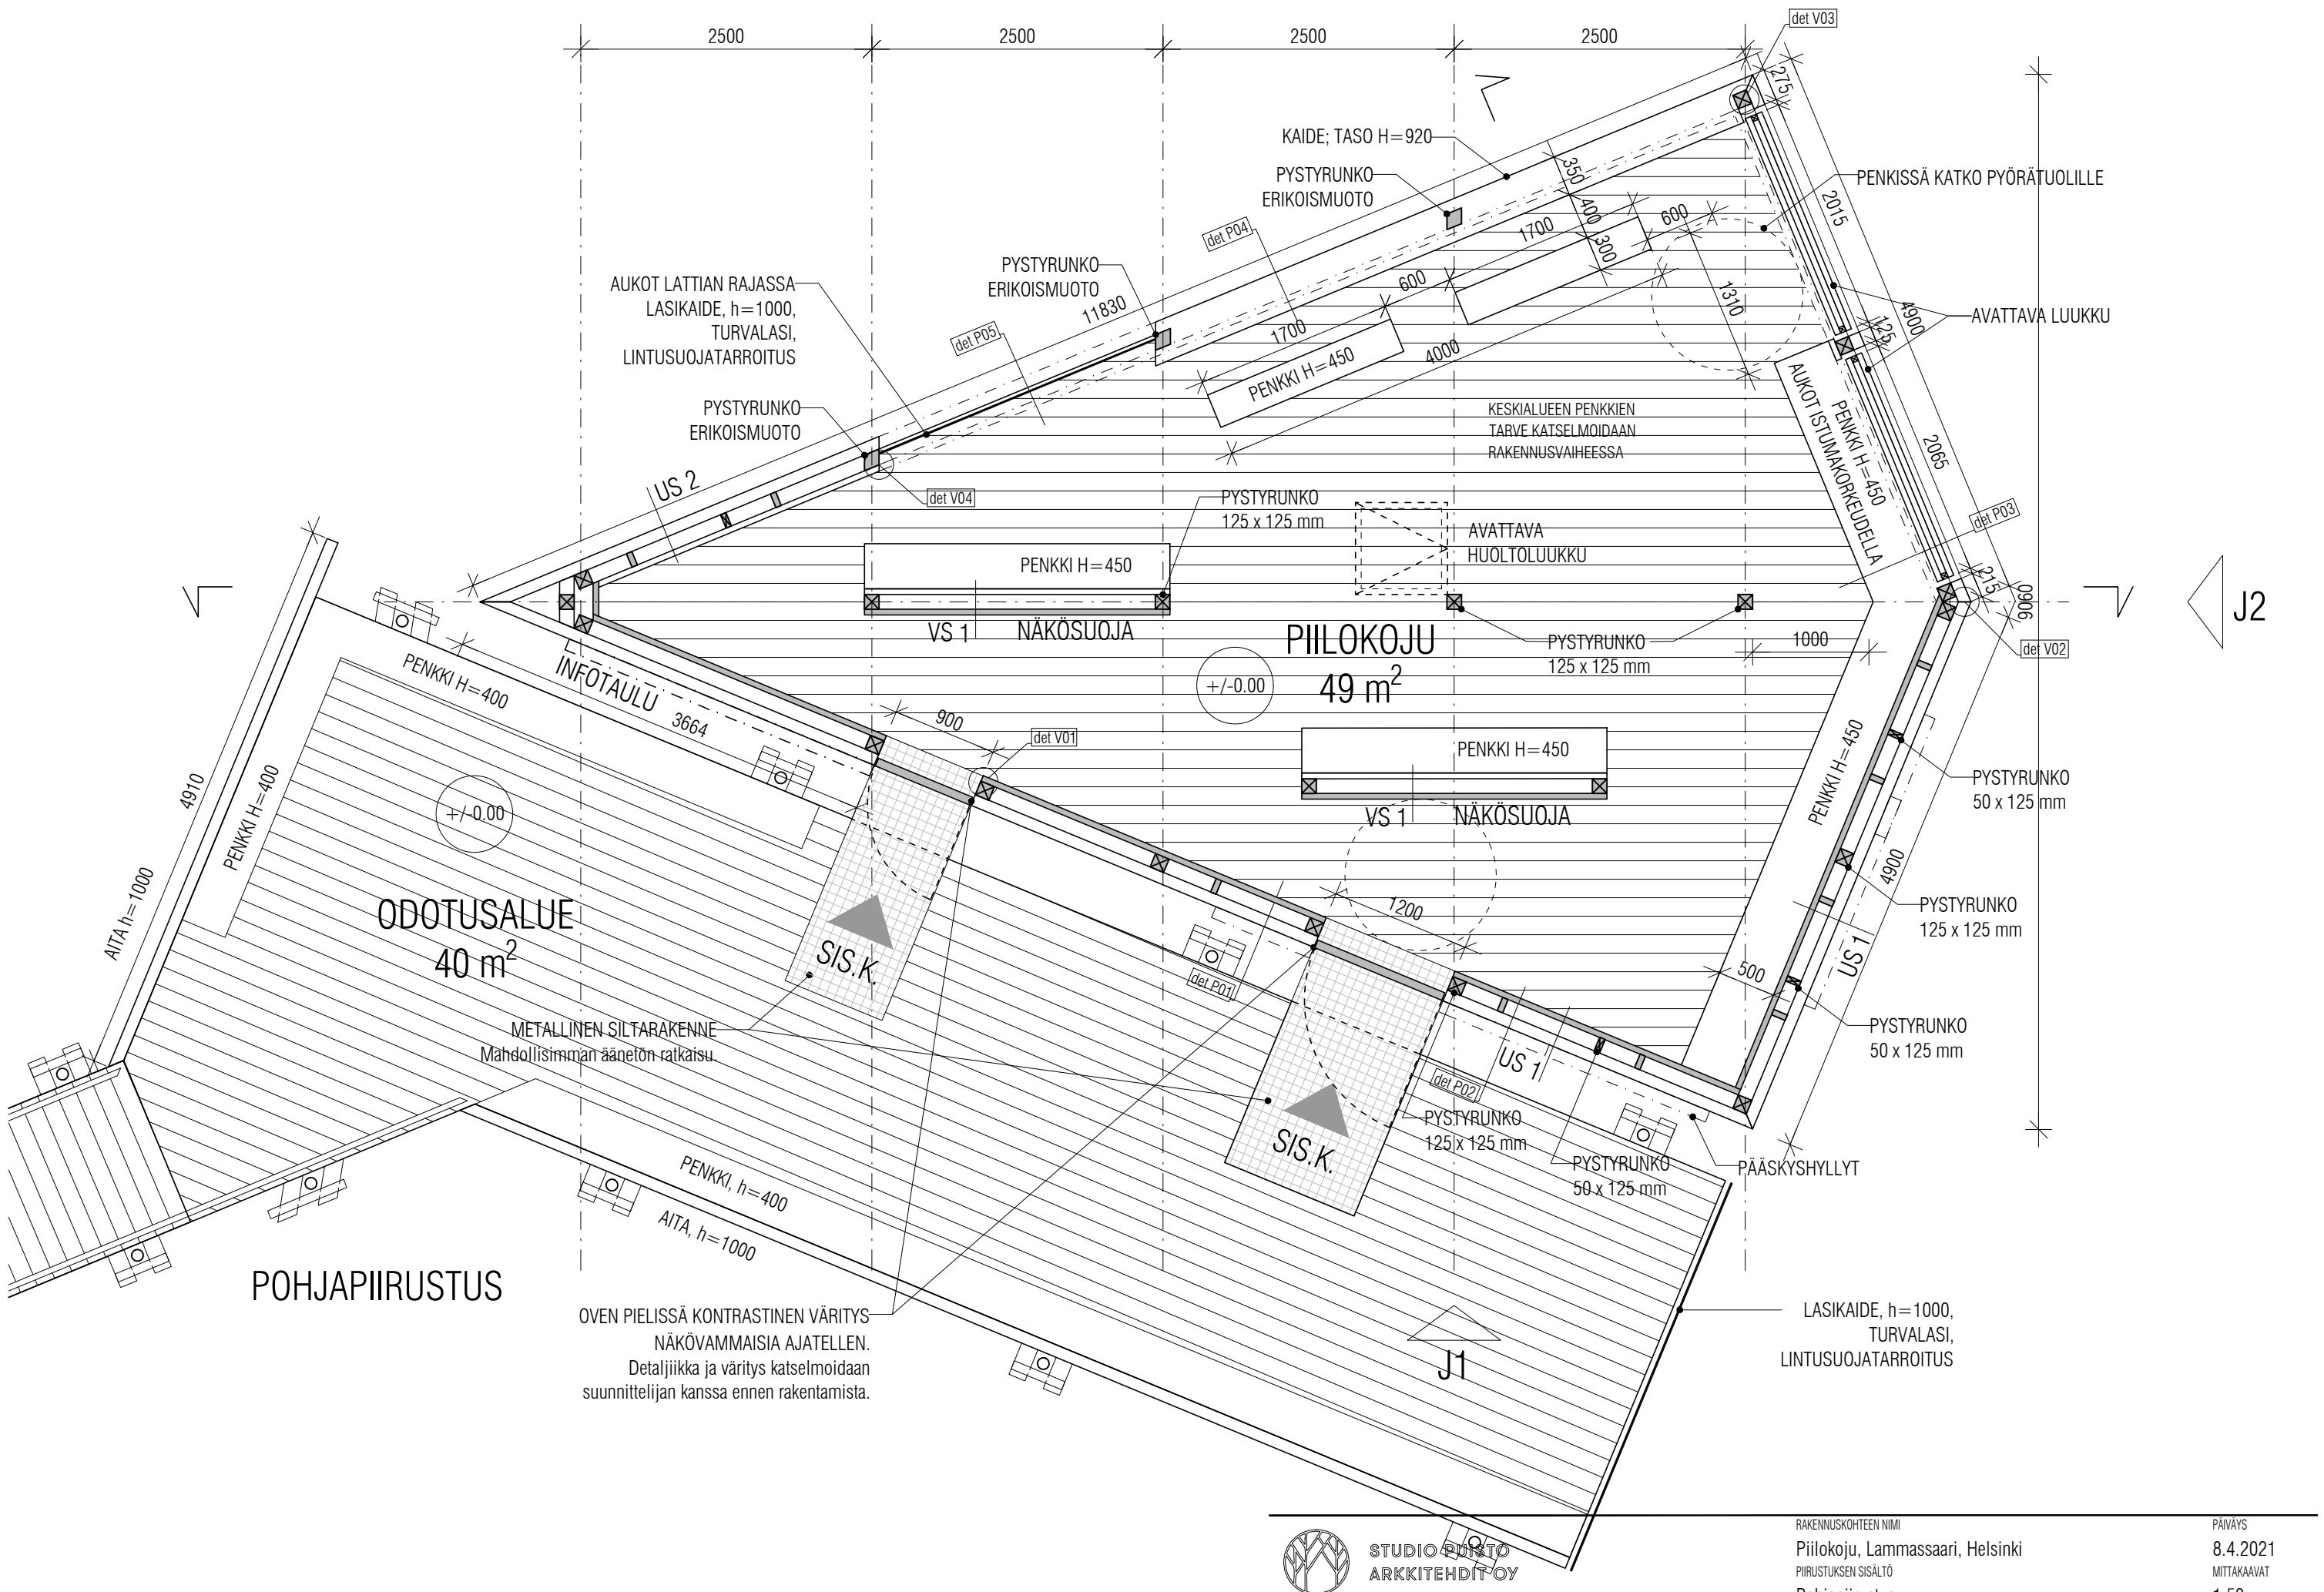 2500
2500
2500
2500
det V03
275
KAIDE; TASO H=920
PYSTYRUNKO
ERIKOISMUOTO
350
400
300
PENKISSÄ KATKO PYÖRÄTUOLILLE
2015
det P04
1700
600
600
1310
PYSTYRUNKO
ERIKOISMUOTO
AUKOT LATTIAN RAJASSA
LASIKAIDE, h=1000,
TURVALASI,
LINTUSUOJATARROITUS
11830
det P05
1700
4000
PENKKI H=450
4900
125
AVATTAVA LUUKKU
PYSTYRUNKO
ERIKOISMUOTO
KESKIALUEEN PENKKIEN
TARVE KATSELMOIDAAN
RAKENNUSVAIHEESSA
PENKKI H=450
AUKOT ISTUMAKORKEUDELLA
2065
US 2
det V04
PYSTYRUNKO
125 x 125 mm
AVATTAVA
HUOLTOLUUKKU
det P03
PENKKI H=450
215
9060
J2
VS 1
NÄKÖSUOJA
PIILOKOJU
49 m2
+/-0.00
PYSTYRUNKO
125 x 125 mm
1000
det V02
PENKKI H=400
INFOTAULU
3664
900
det V01
PENKKI H=450
VS 1
NÄKÖSUOJA
PENKKI H=450
PYSTYRUNKO
50 x 125 mm
4910
PENKKI H=400
+/-0.00
AITA h=1000
ODOTUSALUE
40 m2
SIS.K.
1200
4900
PYSTYRUNKO
125 x 125 mm
US 1
500
det P01
METALLINEN SILTARAKENNE
Mahdollisimman äänetön ratkaisu.
US 1
PYSTYRUNKO
50 x 125 mm
det P02
SIS.K.
PYSTYRUNKO
125 x 125 mm
PYSTYRUNKO
50 x 125 mm
PÄÄSKYSHYLLYT
PENKKI, h=400
AITA, h=1000
POHJAPIIRUSTUS
OVEN PIELISSÄ KONTRASTINEN VÄRITYS
NÄKÖVAMMAISIA AJATELLEN.
Detaljiikka ja väritys katselmoidaan
suunnittelijan kanssa ennen rakentamista.
J1
LASIKAIDE, h=1000,
TURVALASI,
LINTUSUOJATARROITUS
STUDIO PUISTO
ARKKITEHDIT OY
RAKENNUSKOHTEEN NIMI
Piilokoju, Lammassaari, Helsinki
PIIRUSTUKSEN SISÄLTÖ
PÄIVÄYS
8.4.2021
MITTAKAAVAT